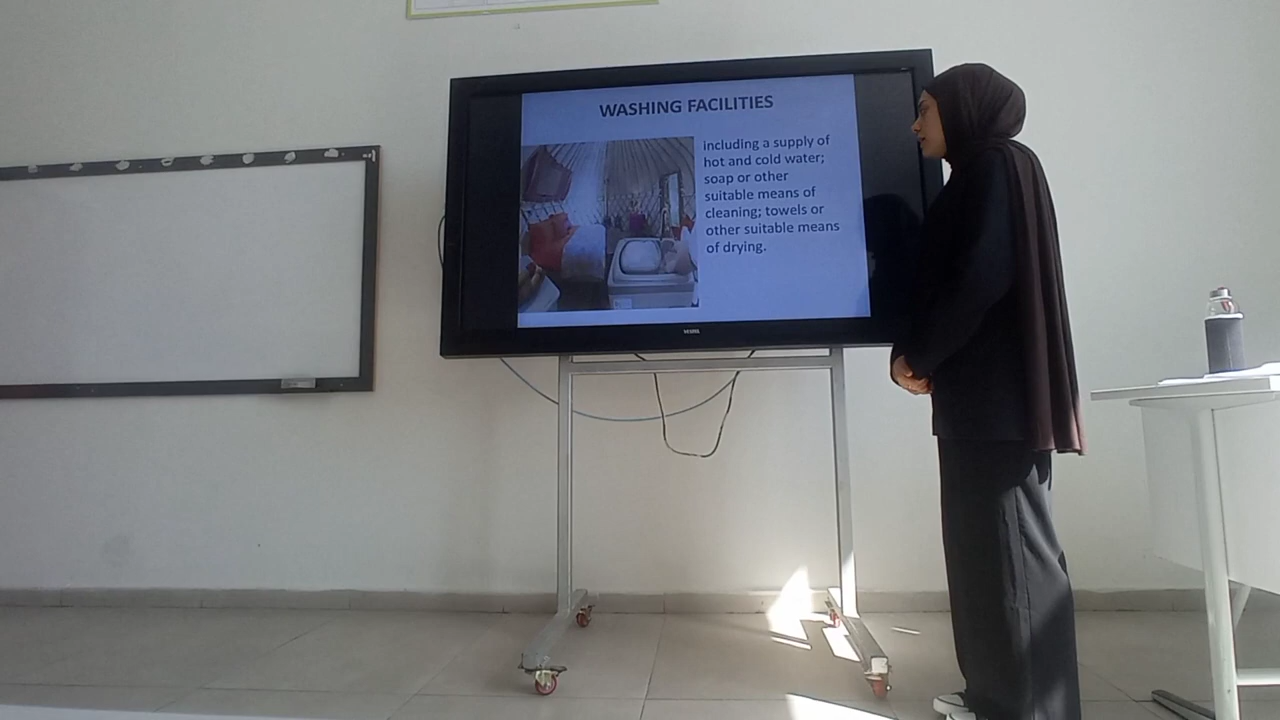 WASHING FACILITIES
including a supply of
hot and cold water;
soap or other
suitable means of
cleaning; towels or
other suitable means
of drying.
VESTEL